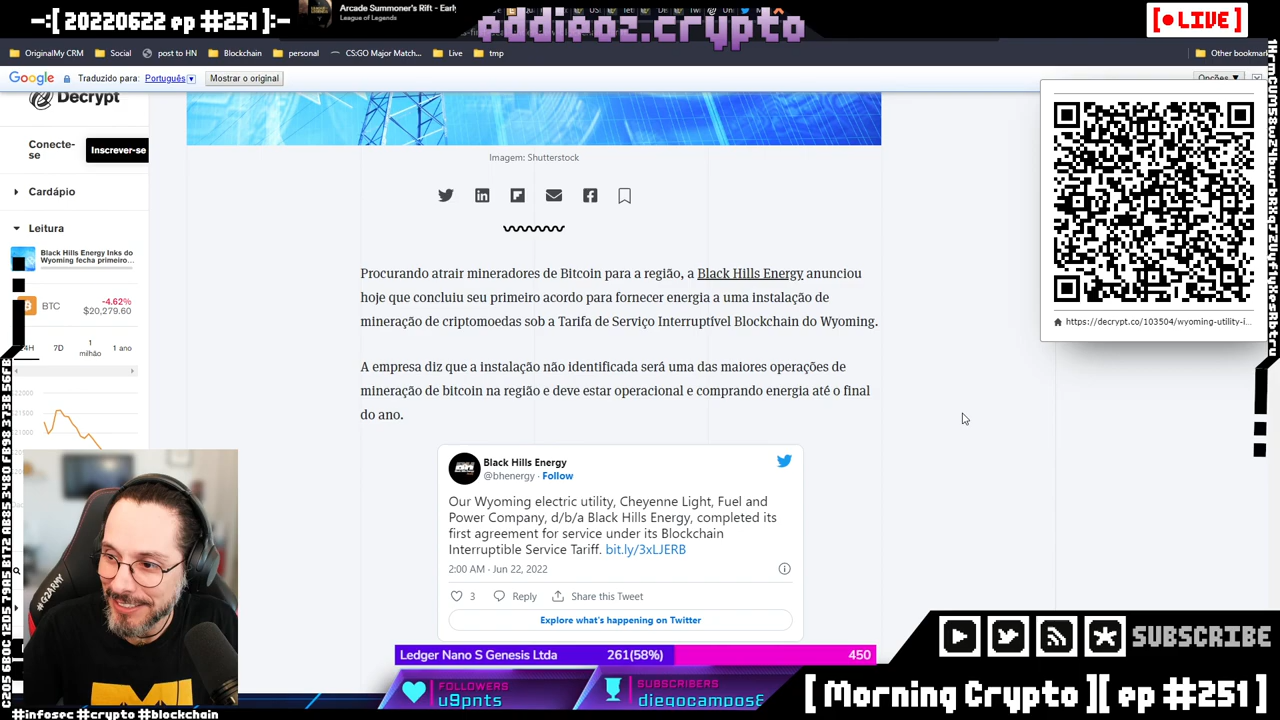 -:[ 20220622 ep #251 ]:-
Arcade Summoner's Rift - Early
League of Legends
eddieoz.crypto
[● LIVE]
OriginalMy CRM
Social
post to HN
Blockchain
personal
CS:GO Major Match...
Live
tmp
Other bookmar
Google
Traduzido para: Português
Mostrar o original
Opções ▼
Decrypt
Conecte-
se
Inscrever-se
Cardápio
Leitura
Black Hills Energy Inks do
Wyoming fecha primeiro...
BTC
-4.62%
$20,279.60
24H
7D
1
milhão
1 ano
Imagem: Shutterstock
Procurando atrair mineradores de Bitcoin para a região, a Black Hills Energy anunciou
hoje que concluiu seu primeiro acordo para fornecer energia a uma instalação de
mineração de criptomoedas sob a Tarifa de Serviço Interruptível Blockchain do Wyoming.
A empresa diz que a instalação não identificada será uma das maiores operações de
mineração de bitcoin na região e deve estar operacional e comprando energia até o final
do ano.
Black Hills Energy
@bhenergy · Follow
Our Wyoming electric utility, Cheyenne Light, Fuel and
Power Company, d/b/a Black Hills Energy, completed its
first agreement for service under its Blockchain
Interruptible Service Tariff. bit.ly/3xLJERB
2:00 AM · Jun 22, 2022
3
Reply
Share this Tweet
Explore what's happening on Twitter
https://decrypt.co/103504/wyoming-utility-i...
#G2ARMY
Ledger Nano S Genesis Ltda
261(58%)
450
FOLLOWERS
u9pnts
SUBSCRIBERS
diegocampos8
SUBSCRIBE
[ Morning Crypto ][ ep #251 ]
#infosec #crypto #blockchain